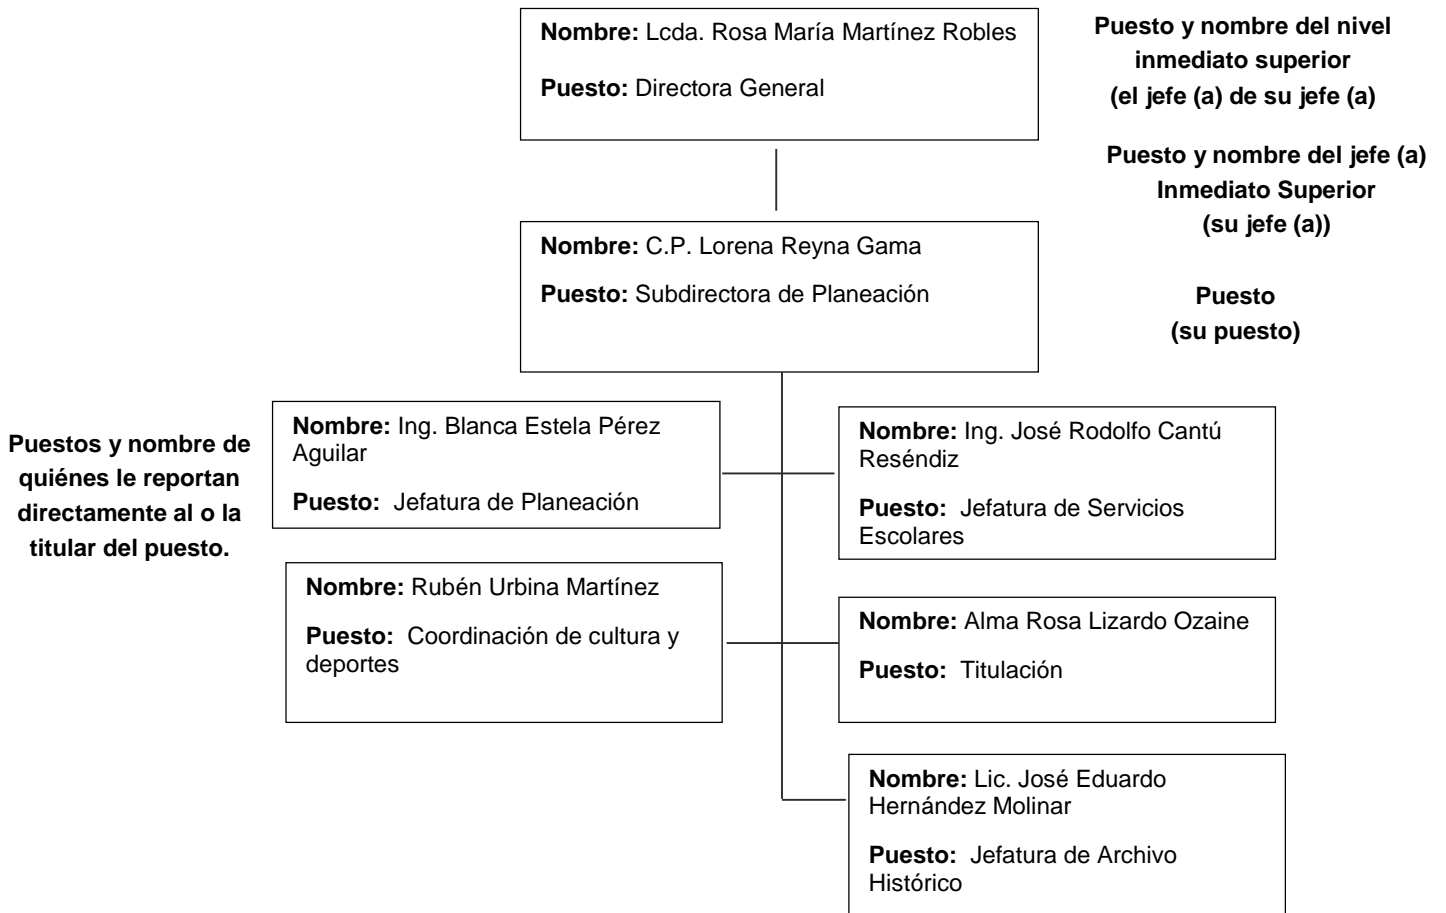 Nombre: Lcda. Rosa María Martínez Robles
Puesto: Directora General
Puesto y nombre del nivel
inmediato superior
(el jefe (a) de su jefe (a)
Puesto y nombre del jefe (a)
Inmediato Superior
(su jefe (a))
Nombre: C.P. Lorena Reyna Gama
Puesto: Subdirectora de Planeación
Puesto
(su puesto)
Puestos y nombre de
quiénes le reportan
directamente al o la
titular del puesto.
Nombre: Ing. Blanca Estela Pérez
Aguilar
Puesto: Jefatura de Planeación
Nombre: Ing. José Rodolfo Cantú
Reséndiz
Puesto: Jefatura de Servicios
Escolares
Nombre: Rubén Urbina Martínez
Puesto: Coordinación de cultura y
deportes
Nombre: Alma Rosa Lizardo Ozaine
Puesto: Titulación
Nombre: Lic. José Eduardo
Hernández Molinar
Puesto: Jefatura de Archivo
Histórico